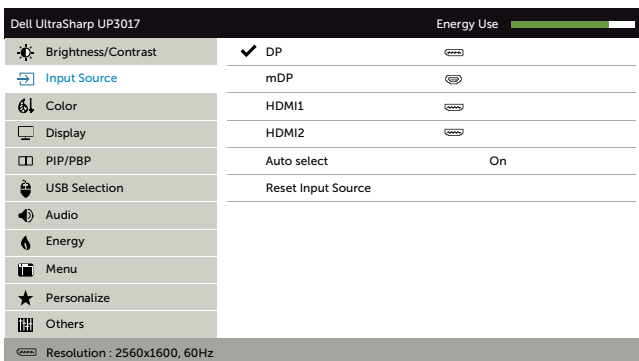 Dell UltraSharp UP3017 Energy Use
Brightness/Contrast DP
Input Source mDP
Color HDMI1
Display HDMI2
PIP/PBP Auto select On
USB Selection Reset Input Source
Audio
Energy
Menu
Personalize
Others
Resolution : 2560x1600, 60Hz